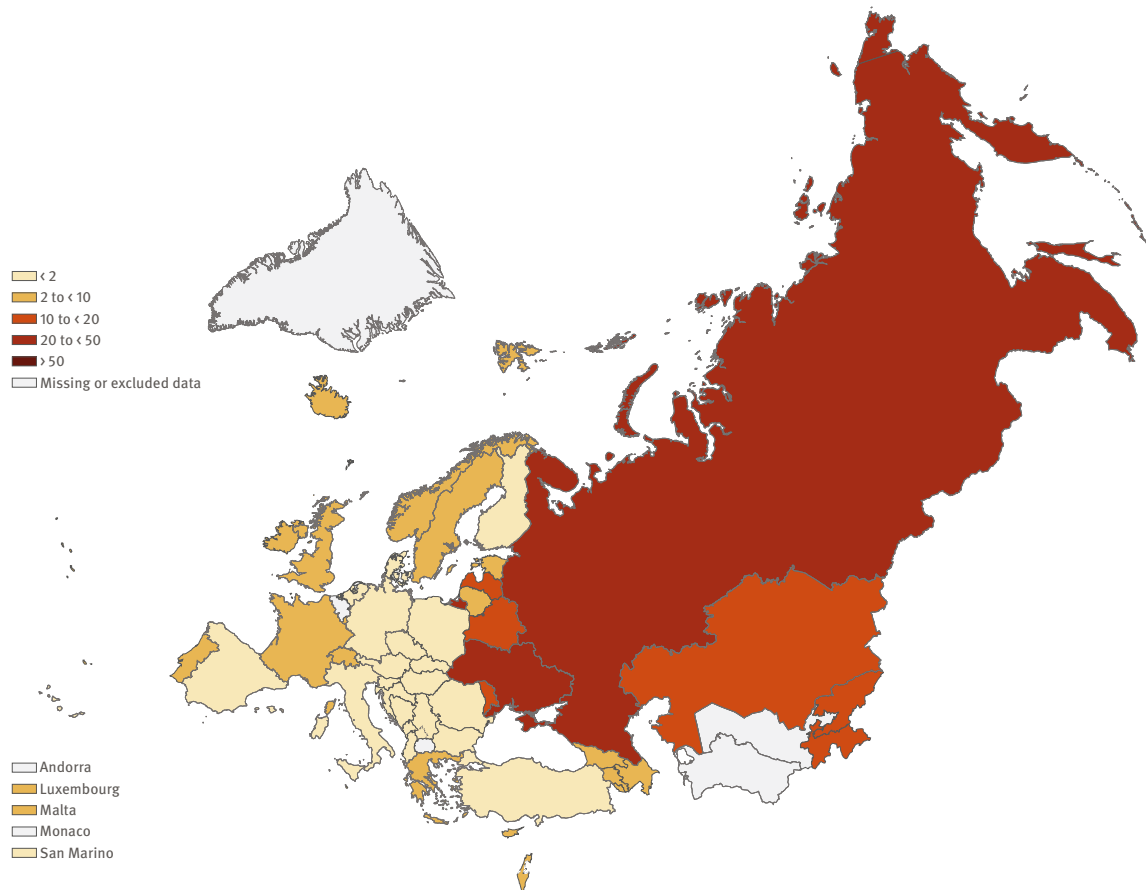 < 2
2 to < 10
10 to < 20
20 to < 50
> 50
Missing or excluded data
Andorra
Luxembourg
Malta
Monaco
San Marino